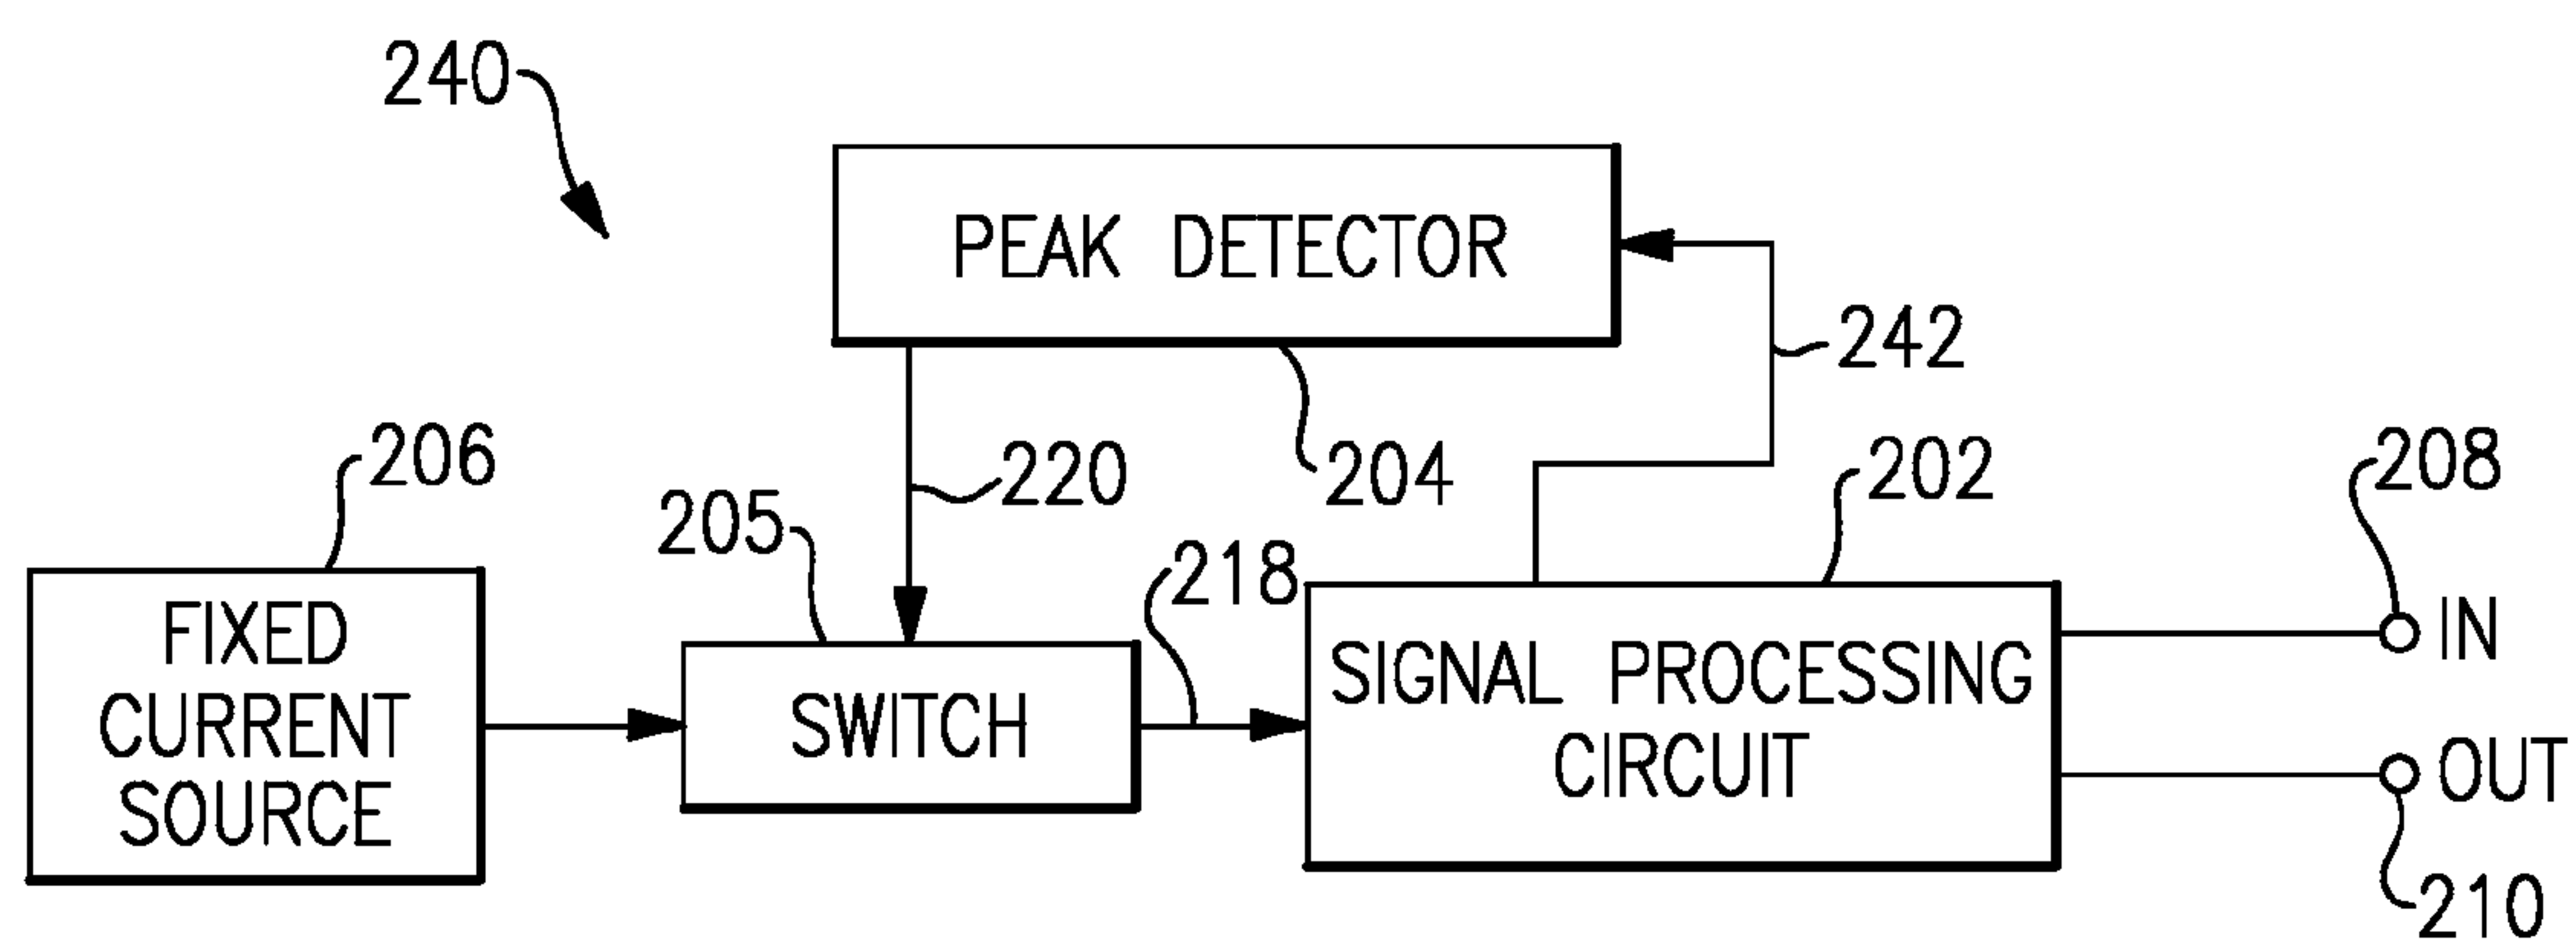 240
PEAK DETECTOR
242
206
220
204
202
208
205
218
FIXED
CURRENT
SOURCE
SWITCH
SIGNAL PROCESSING
CIRCUIT
IN
OUT
210